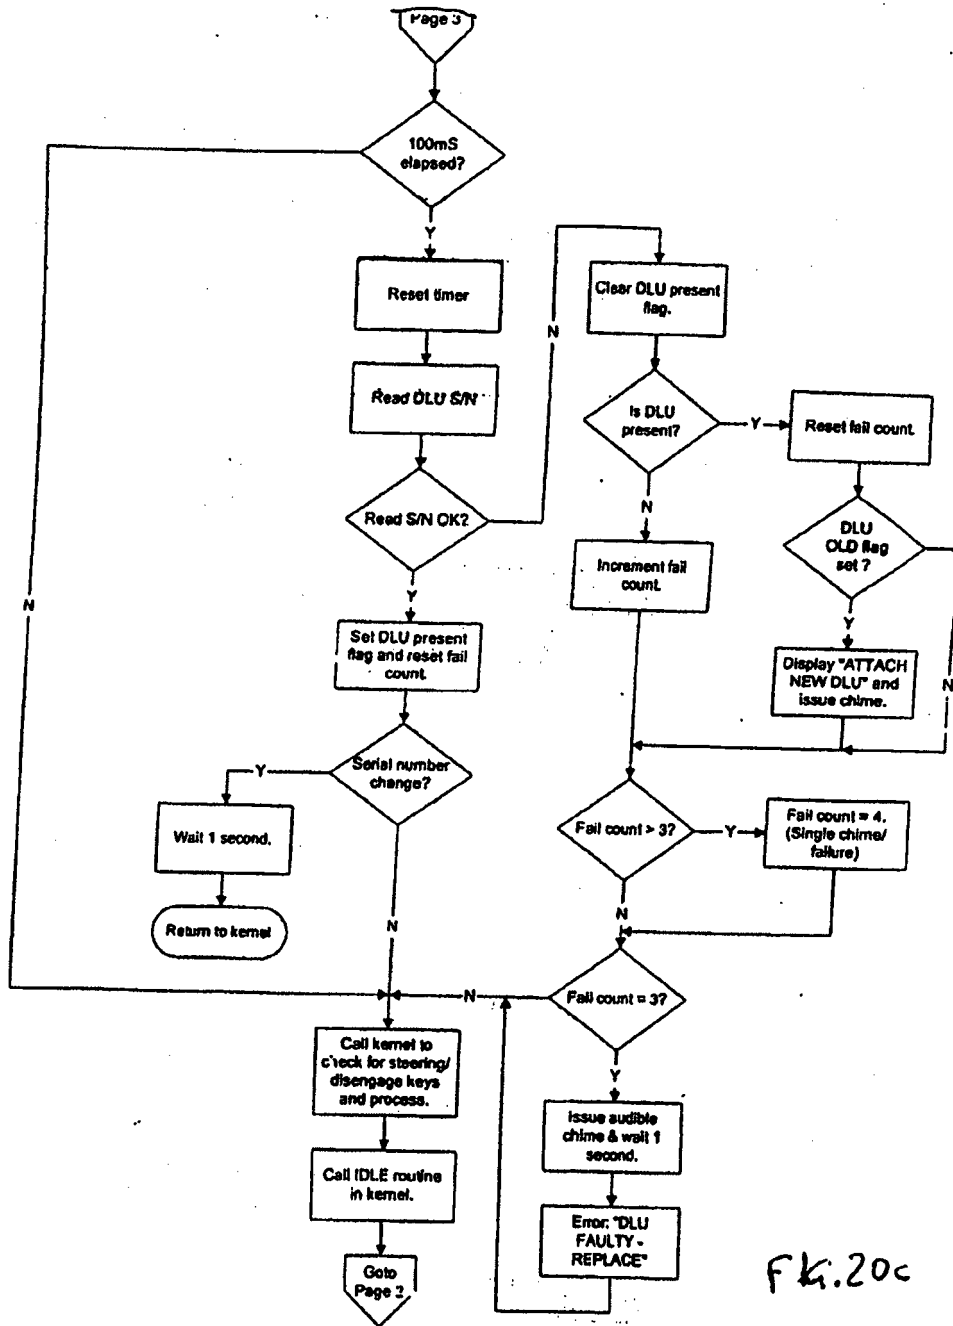 Page 3
100mS
elapsed?
Y
N
Reset timer
Read DLU S/N
Read S/N OK?
N
Y
Set DLU present
flag and reset fail
count.
Serial number
change?
Y
Wait 1 second.
Return to kernel
N
Clear DLU present
flag.
Is DLU
present?
Y
Reset fail count.
N
Increment fail
count.
DLU
OLD flag
set ?
Y
N
Display "ATTACH
NEW DLU" and
issue chime.
Fail count > 3?
Y
Fail count = 4.
(Single chime/
failure)
N
Fail count = 3?
N
Y
Issue audible
chime & wait 1
second.
Error: "DLU
FAULTY -
REPLACE"
Call kernel to
check for steering/
disengage keys
and process.
Call IDLE routine
in kernel.
Goto
Page 2
FIG. 20c